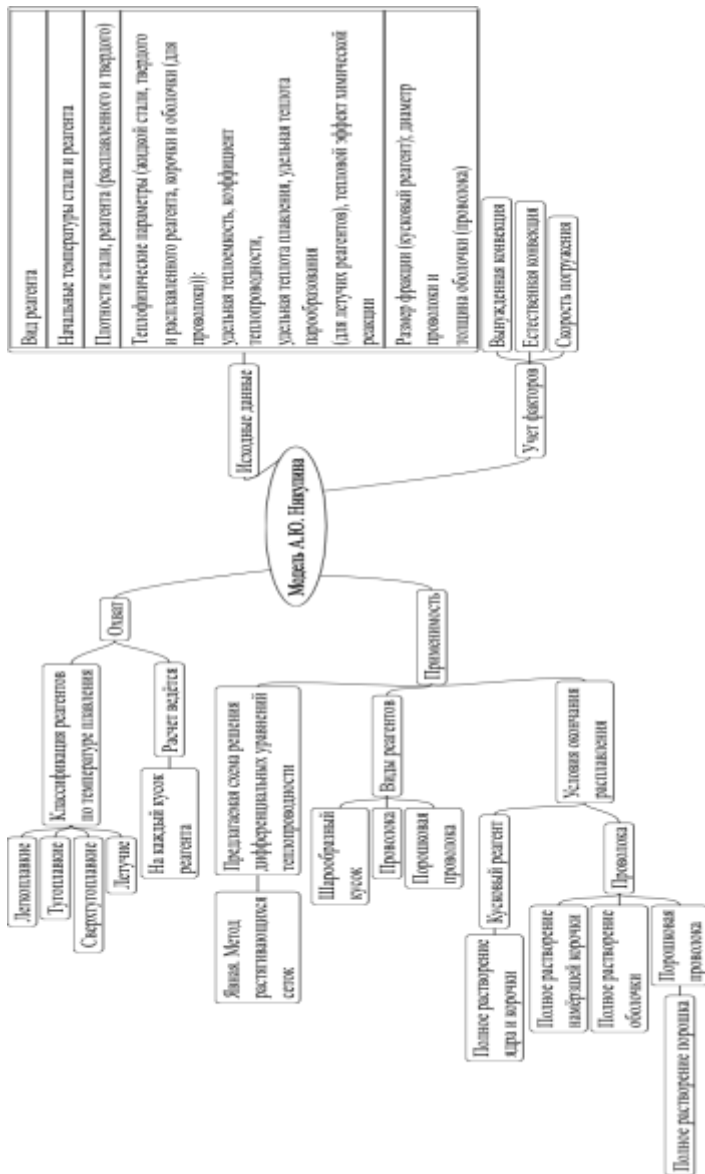 Модель А.Ю. Никулина
Охват
Классификация реагентов
по температуре плавления
Легкоплавкие
Тугоплавкие
Сверхтугоплавкие
Летучие
Расчет ведётся
На каждый кусок
реагента
Исходные данные
Вид реагента
Начальные температуры стали и реагента
Плотности стали, реагента (расплавленного и твердого)
Теплофизические параметры (жидкой стали, твердого
и расплавленного реагента, корочки и оболочки (для
проволоки)):
удельная теплоемкость, коэффициент
теплопроводности,
удельная теплота плавления, удельная теплота
парообразования
(для летучих реагентов), тепловой эффект химической
реакции
Размер фракции (кусковый реагент); диаметр
проволоки и
толщина оболочки (проволока)
Применимость
Предлагаемая схема решения
дифференциальных уравнений
теплопроводности
Явная. Метод
растягивающихся
сеток
Виды реагентов
Шарообразный
кусок
Проволока
Порошковая
проволока
Условия окончания
расплавления
Кусковый реагент
Полное растворение
ядра и корочки
Проволока
Полное растворение
намёрзшей корочки
Полное растворение
оболочки
Порошковая
проволока
Полное растворение порошка
Учет факторов
Вынужденная конвекция
Естественная конвекция
Скорость погружения